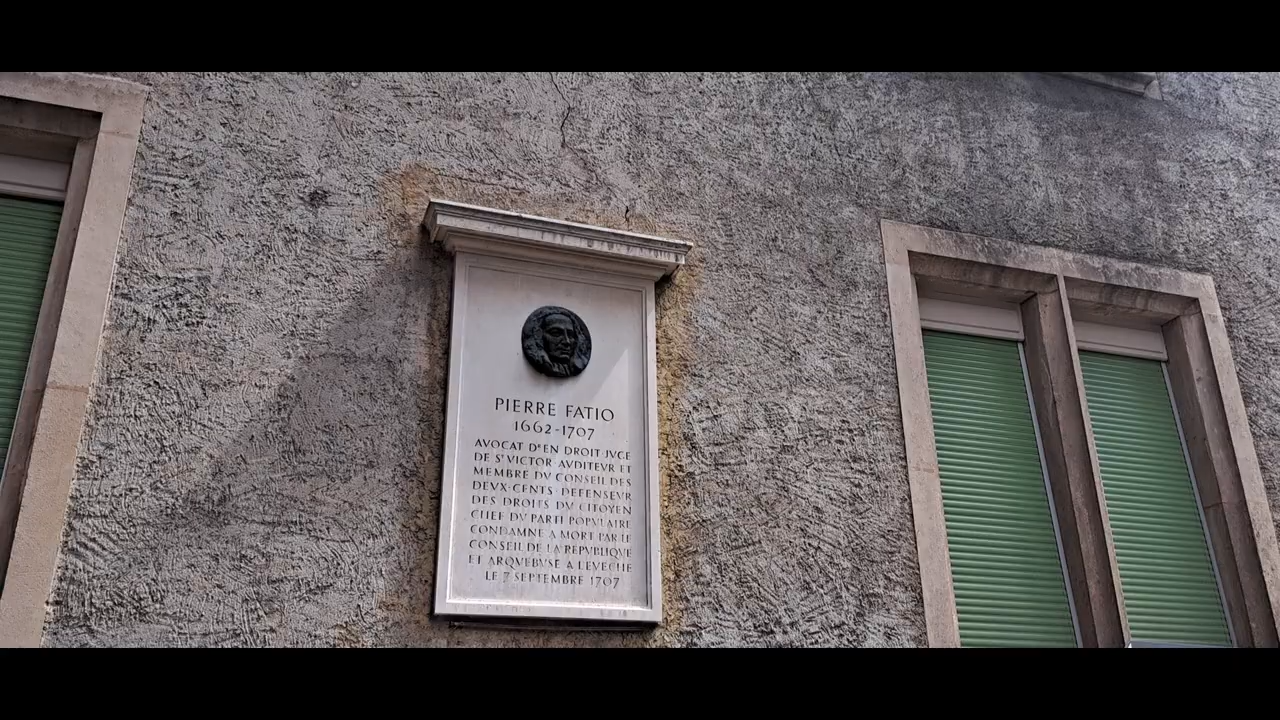 PIERRE FATIO
1662-1707
AVOCAT Dʳ EN DROIT JVGE
DE Sᵗ VICTOR AVDITEVR ET
MEMBRE DV CONSEIL DES
DEVX-CENTS DEFENSEVR
DES DROITS DV CITOYEN
CHEF DV PARTI POPVLAIRE
CONDAMNE A MORT PAR LE
CONSEIL DE LA REPVBLIQVE
ET ARQVEBVSE A L'EVECHE
LE 7 SEPTEMBRE 1707